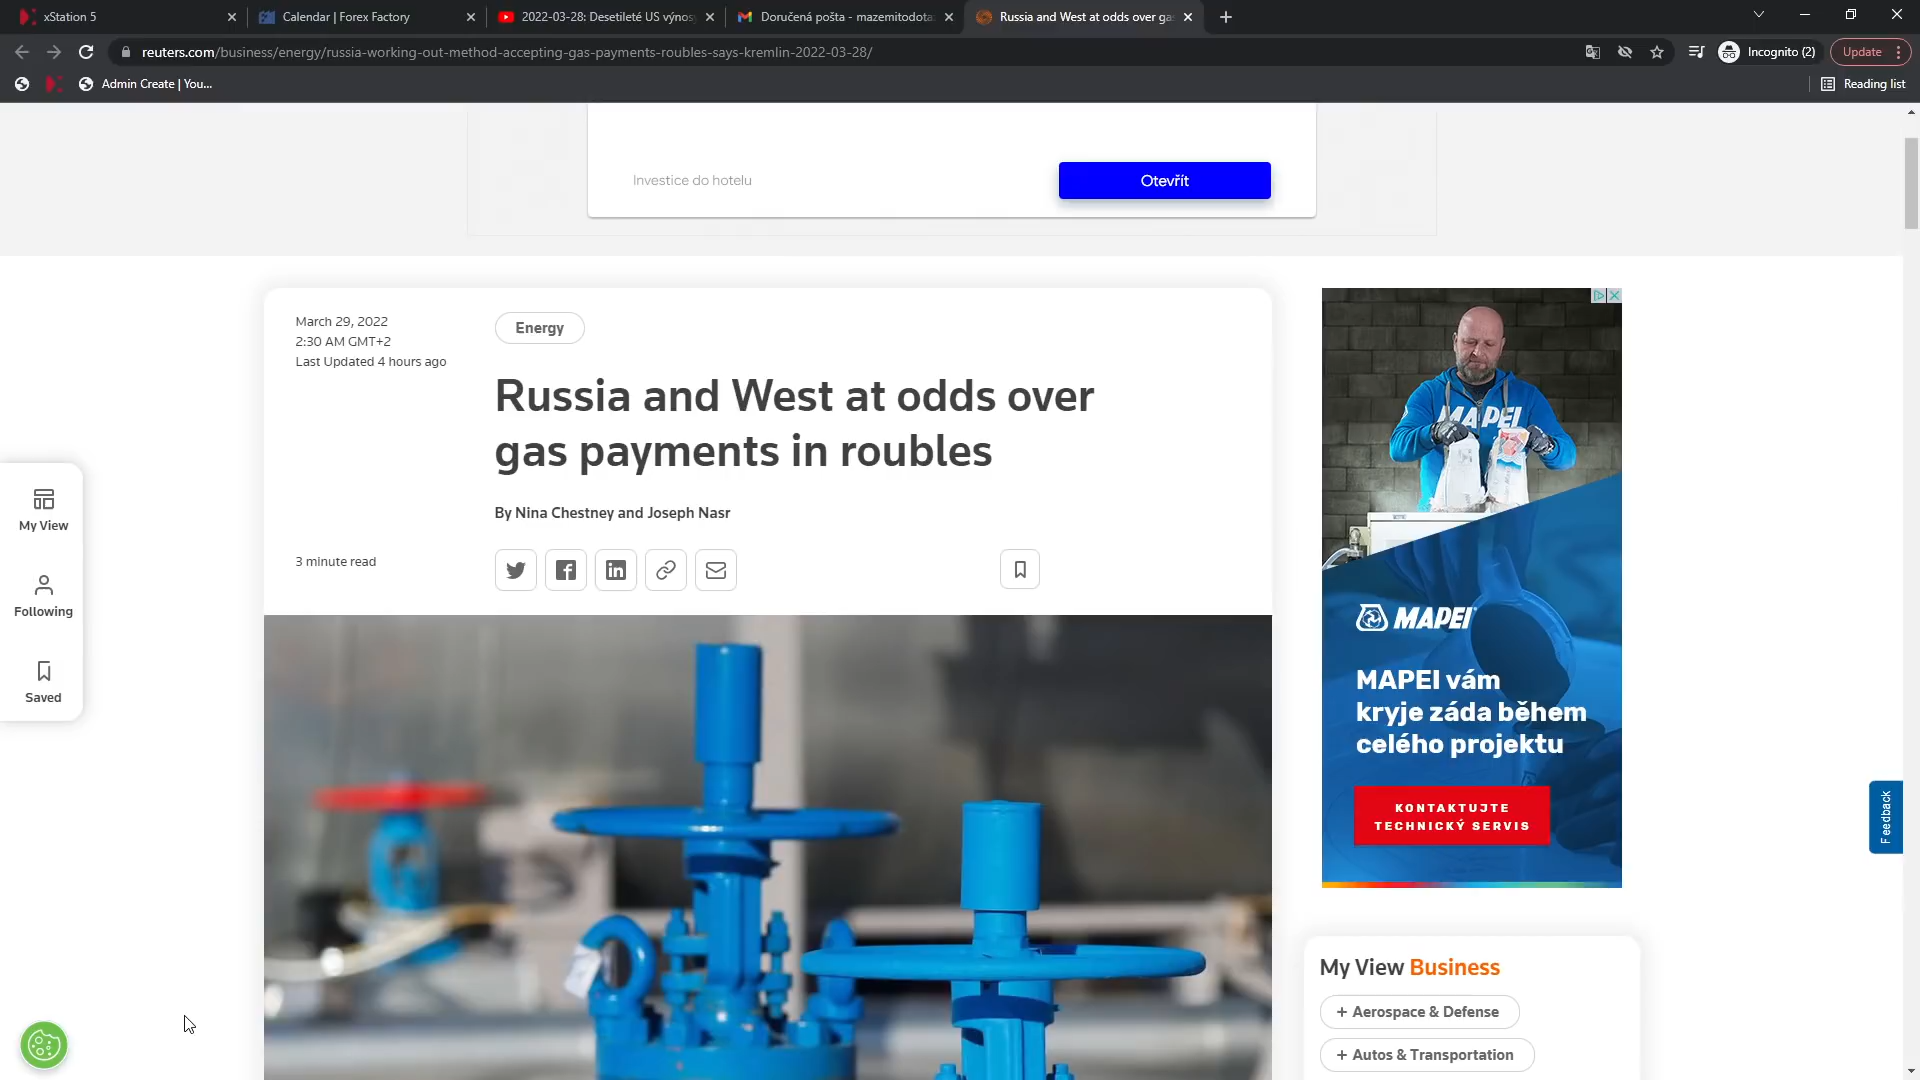 xStation 5
Calendar | Forex Factory
2022-03-28: Desetileté US výnosy
Doručená pošta - mazemitodota
Russia and West at odds over ga
reuters.com/business/energy/russia-working-out-method-accepting-gas-payments-roubles-says-kremlin-2022-03-28/
Incognito (2)
Update
Admin Create | You...
Reading list
Investice do hotelu
Otevřít
March 29, 2022
2:30 AM GMT+2
Last Updated 4 hours ago
Energy
Russia and West at odds over
gas payments in roubles
By Nina Chestney and Joseph Nasr
3 minute read
My View
Following
Saved
MAPEI
MAPEI
MAPEI vám
kryje záda během
celého projektu
KONTAKTUJTE
TECHNICKÝ SERVIS
Feedback
My View Business
+ Aerospace & Defense
+ Autos & Transportation